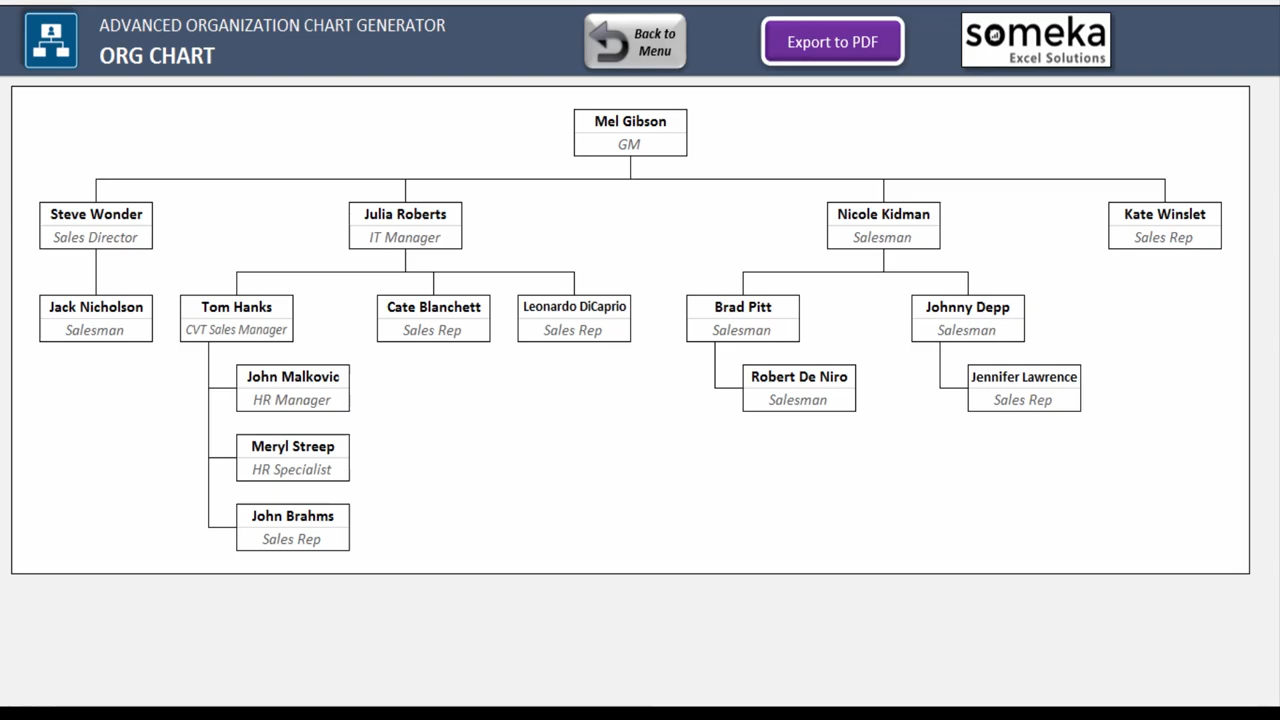 ADVANCED ORGANIZATION CHART GENERATOR
ORG CHART
Back to
Menu
Export to PDF
someka
Excel Solutions
Mel Gibson
GM
Steve Wonder
Sales Director
Julia Roberts
IT Manager
Nicole Kidman
Salesman
Kate Winslet
Sales Rep
Jack Nicholson
Salesman
Tom Hanks
CVT Sales Manager
Cate Blanchett
Sales Rep
Leonardo DiCaprio
Sales Rep
Brad Pitt
Salesman
Johnny Depp
Salesman
John Malkovic
HR Manager
Robert De Niro
Salesman
Jennifer Lawrence
Sales Rep
Meryl Streep
HR Specialist
John Brahms
Sales Rep